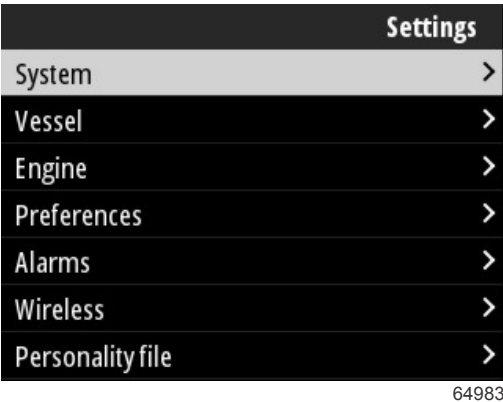 Settings
System
Vessel
Engine
Preferences
Alarms
Wireless
Personality file
64983